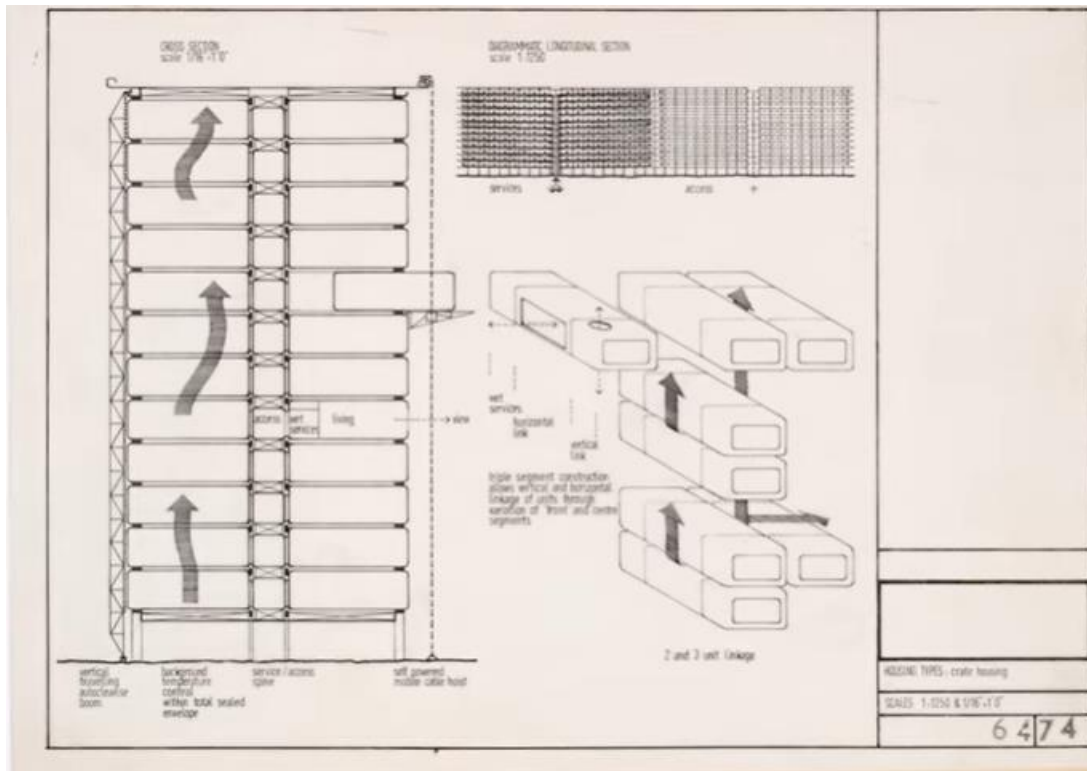 CROSS SECTION
scale 1/16"=1'0"
DIAGRAMMATIC LONGITUDINAL SECTION
scale 1:1250
services
access
access
wet
services
living
view
wet
services
horizontal
link
vertical
link
triple segment construction
allows vertical and horizontal
linkage of units through
variation of 'front' and centre
segments
2 and 3 unit linkage
vertical
travelling
boom
background
temperature
control
within total sealed
envelope
service/access
spine
self powered
mobile cable hoist
HOUSING TYPES: crate housing
SCALES 1:1250 & 1/16"=1'0"
64 74